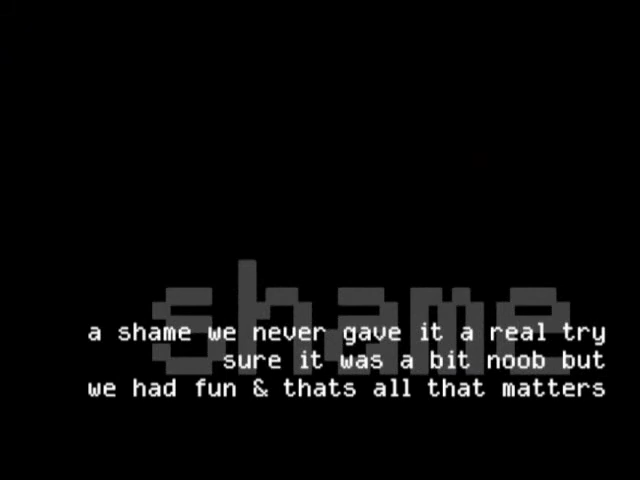 shame
a shame we never gave it a real try
sure it was a bit noob but
we had fun & thats all that matters